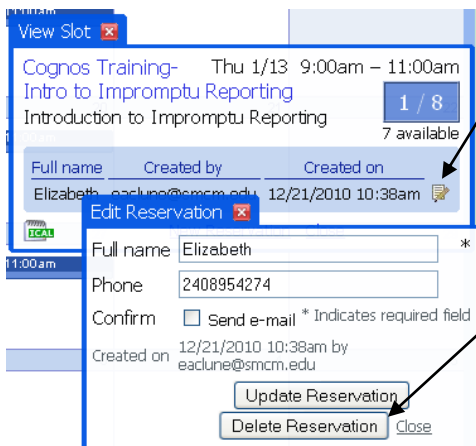 11:00am
View Slot
Cognos Training- Thu 1/13 9:00am – 11:00am
Intro to Impromptu Reporting
1 / 8
Introduction to Impromptu Reporting
7 available
Full name Created by Created on
Elizabeth eaclune@smcm.edu 12/21/2010 10:38am
ICAL
Edit Reservation
11:00am
Full name Elizabeth *
Phone 2408954274
Confirm Send e-mail * Indicates required field
Created on 12/21/2010 10:38am by
eaclune@smcm.edu
Update Reservation
Delete Reservation Close